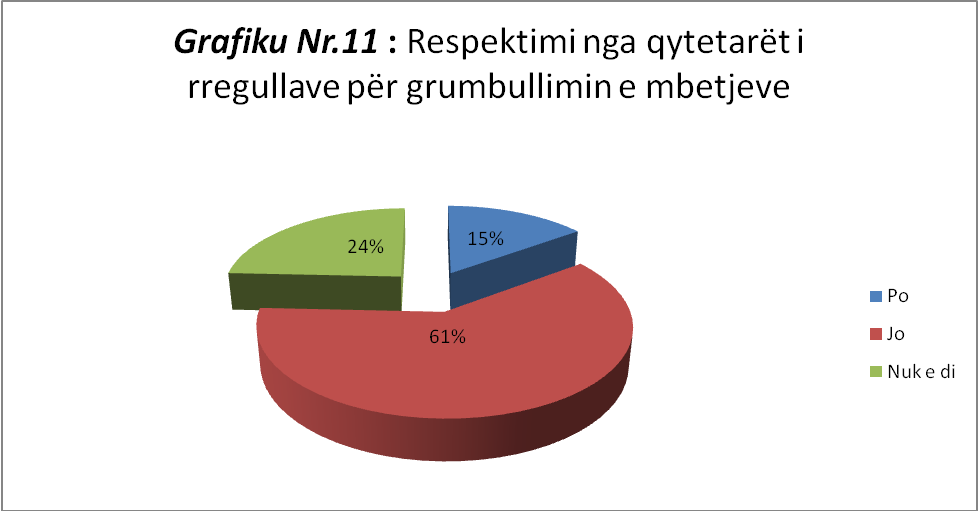 Grafiku Nr.11 : Respektimi nga qytetarët i
rregullave për grumbullimin e mbetjeve
24%
15%
61%
Po
Jo
Nuk e di